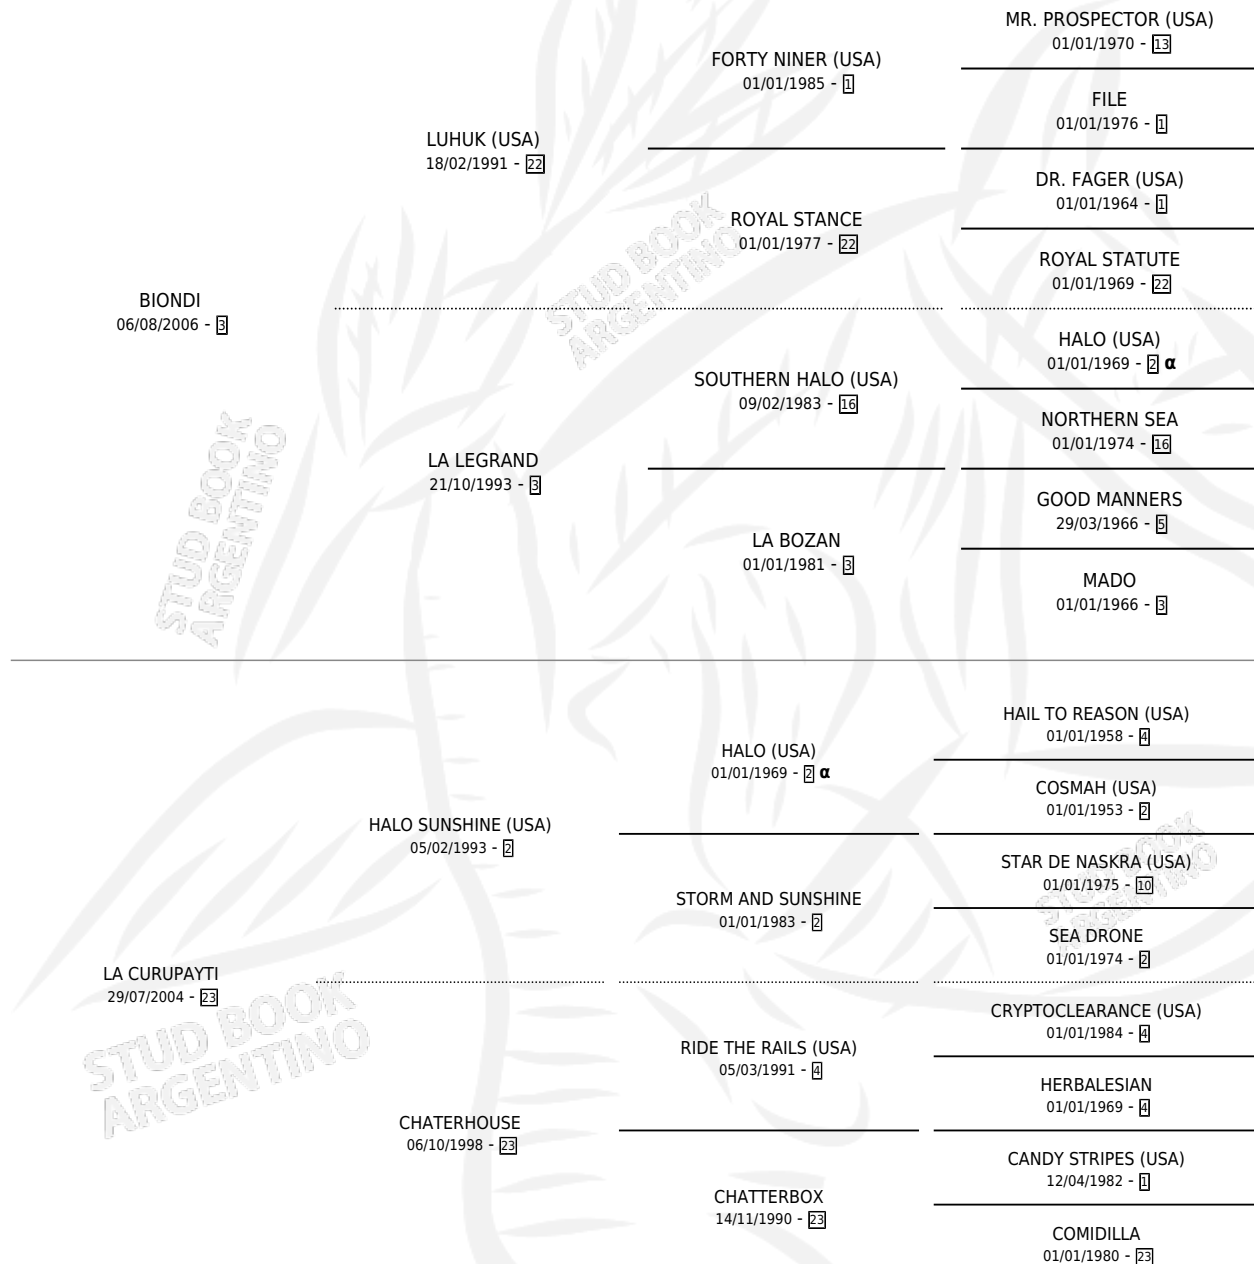 MR. PROSPECTOR (USA)
01/01/1970 - 13
FORTY NINER (USA)
01/01/1985 - 1
FILE
01/01/1976 - 1
LUHUK (USA)
18/02/1991 - 22
DR. FAGER (USA)
01/01/1964 - 1
ROYAL STANCE
01/01/1977 - 22
ROYAL STATUTE
01/01/1969 - 22
BIONDI
06/08/2006 - 3
HALO (USA)
01/01/1969 - 2 α
SOUTHERN HALO (USA)
09/02/1983 - 16
NORTHERN SEA
01/01/1974 - 16
LA LEGRAND
21/10/1993 - 3
GOOD MANNERS
29/03/1966 - 5
LA BOZAN
01/01/1981 - 3
MADO
01/01/1966 - 3
HAIL TO REASON (USA)
01/01/1958 - 4
HALO (USA)
01/01/1969 - 2 α
COSMAH (USA)
01/01/1953 - 2
HALO SUNSHINE (USA)
05/02/1993 - 2
STAR DE NASKRA (USA)
01/01/1975 - 10
STORM AND SUNSHINE
01/01/1983 - 2
SEA DRONE
01/01/1974 - 2
LA CURUPAYTI
29/07/2004 - 23
CRYPTOCLEARANCE (USA)
01/01/1984 - 4
RIDE THE RAILS (USA)
05/03/1991 - 4
HERBALESIAN
01/01/1969 - 4
CHATERHOUSE
06/10/1998 - 23
CANDY STRIPES (USA)
12/04/1982 - 1
CHATTERBOX
14/11/1990 - 23
COMIDILLA
01/01/1980 - 23
STUD BOOK
ARGENTINO
STUD BOOK
ARGENTINO
STUD BOOK
ARGENTINO
STUD BOOK
ARGENTINO